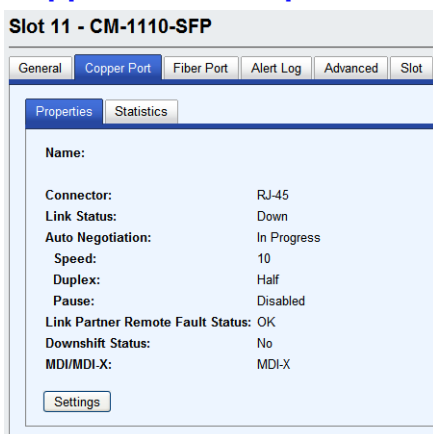 Slot 11 - CM-1110-SFP
General Copper Port Fiber Port Alert Log Advanced Slot
Properties Statistics
Name:
Connector: RJ-45
Link Status: Down
Auto Negotiation: In Progress
Speed: 10
Duplex: Half
Pause: Disabled
Link Partner Remote Fault Status: OK
Downshift Status: No
MDI/MDI-X: MDI-X
Settings